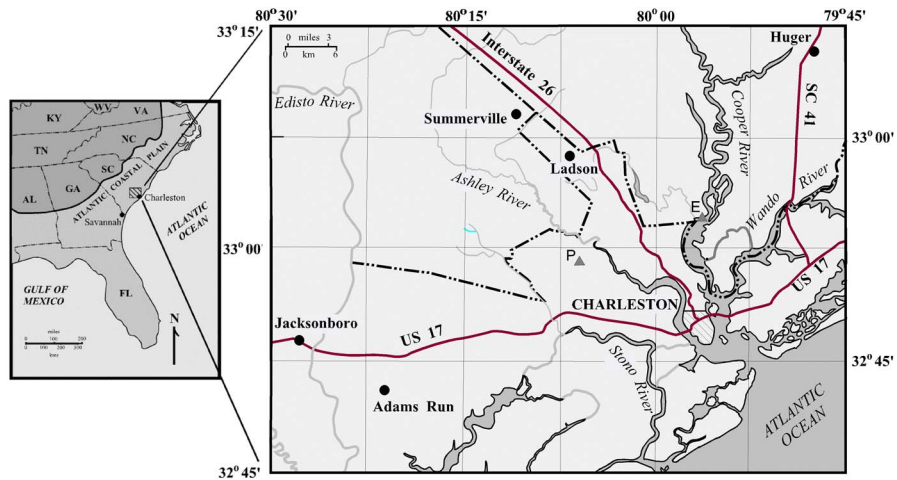 80° 30' 80° 15' 80° 00' 79° 45'
33° 15'
0 miles 3
0 km 6
Interstate 26
Huger
Edisto River
Cooper River
SC 41
Summerville
33° 00'
Ladson
Ashley River
Wando River
E
P
33° 00'
CHARLESTON
US 17
Jacksonboro
US 17
Stono River
32° 45'
Adams Run
ATLANTIC
OCEAN
32° 45'
KY
WV
VA
TN
NC
SC
AL
GA
ATLANTIC COASTAL PLAIN
Charleston
Savannah
ATLANTIC
OCEAN
GULF OF
MEXICO
FL
N
miles
kms